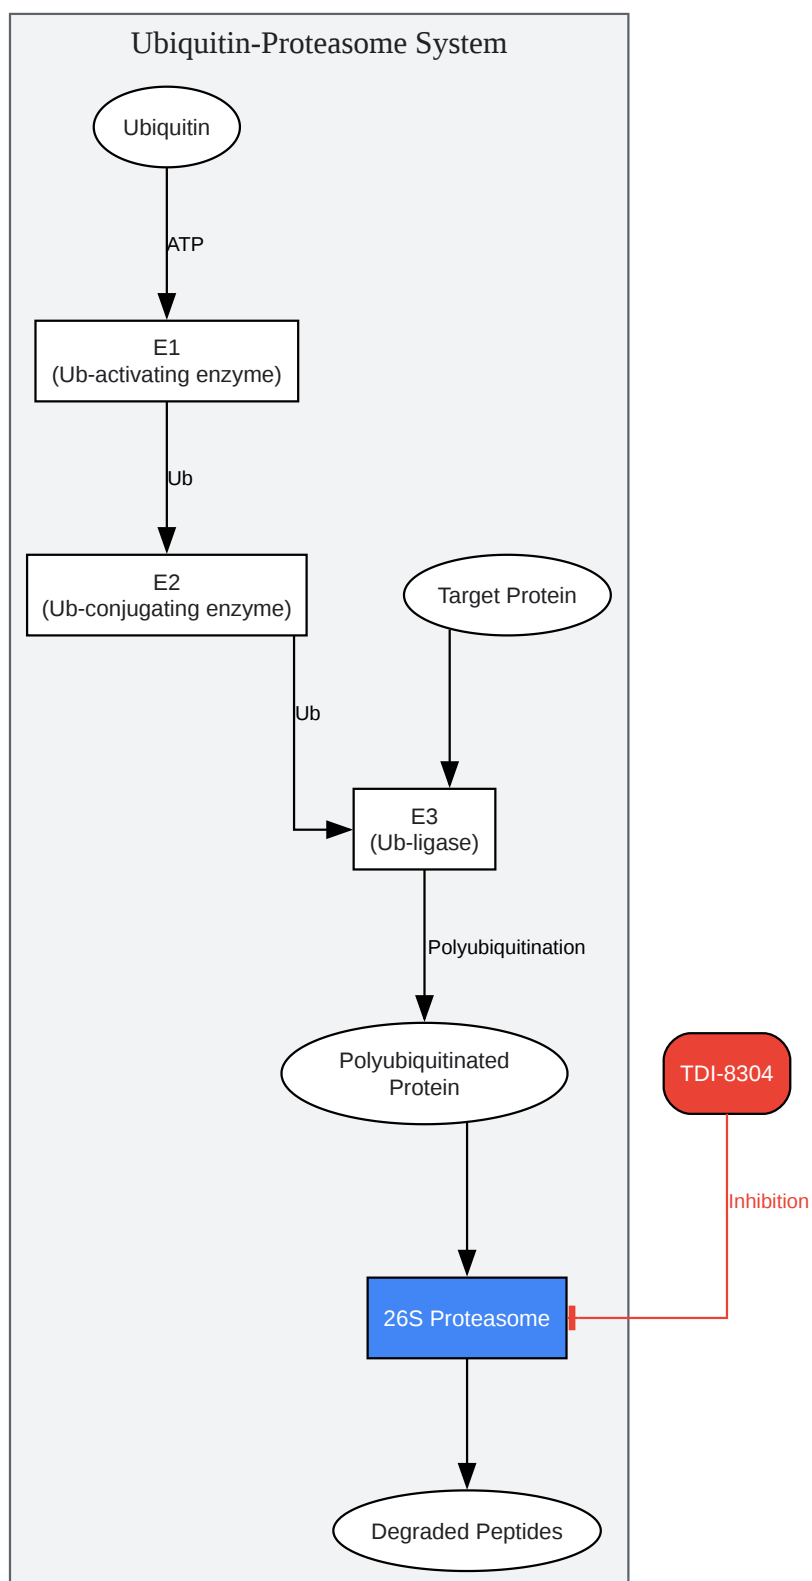 Ubiquitin-Proteasome System
Ubiquitin
ATP
E1
(Ub-activating enzyme)
Ub
E2
(Ub-conjugating enzyme)
Target Protein
Ub
E3
(Ub-ligase)
Polyubiquitination
Polyubiquitinated
Protein
TDI-8304
Inhibition
26S Proteasome
Degraded Peptides